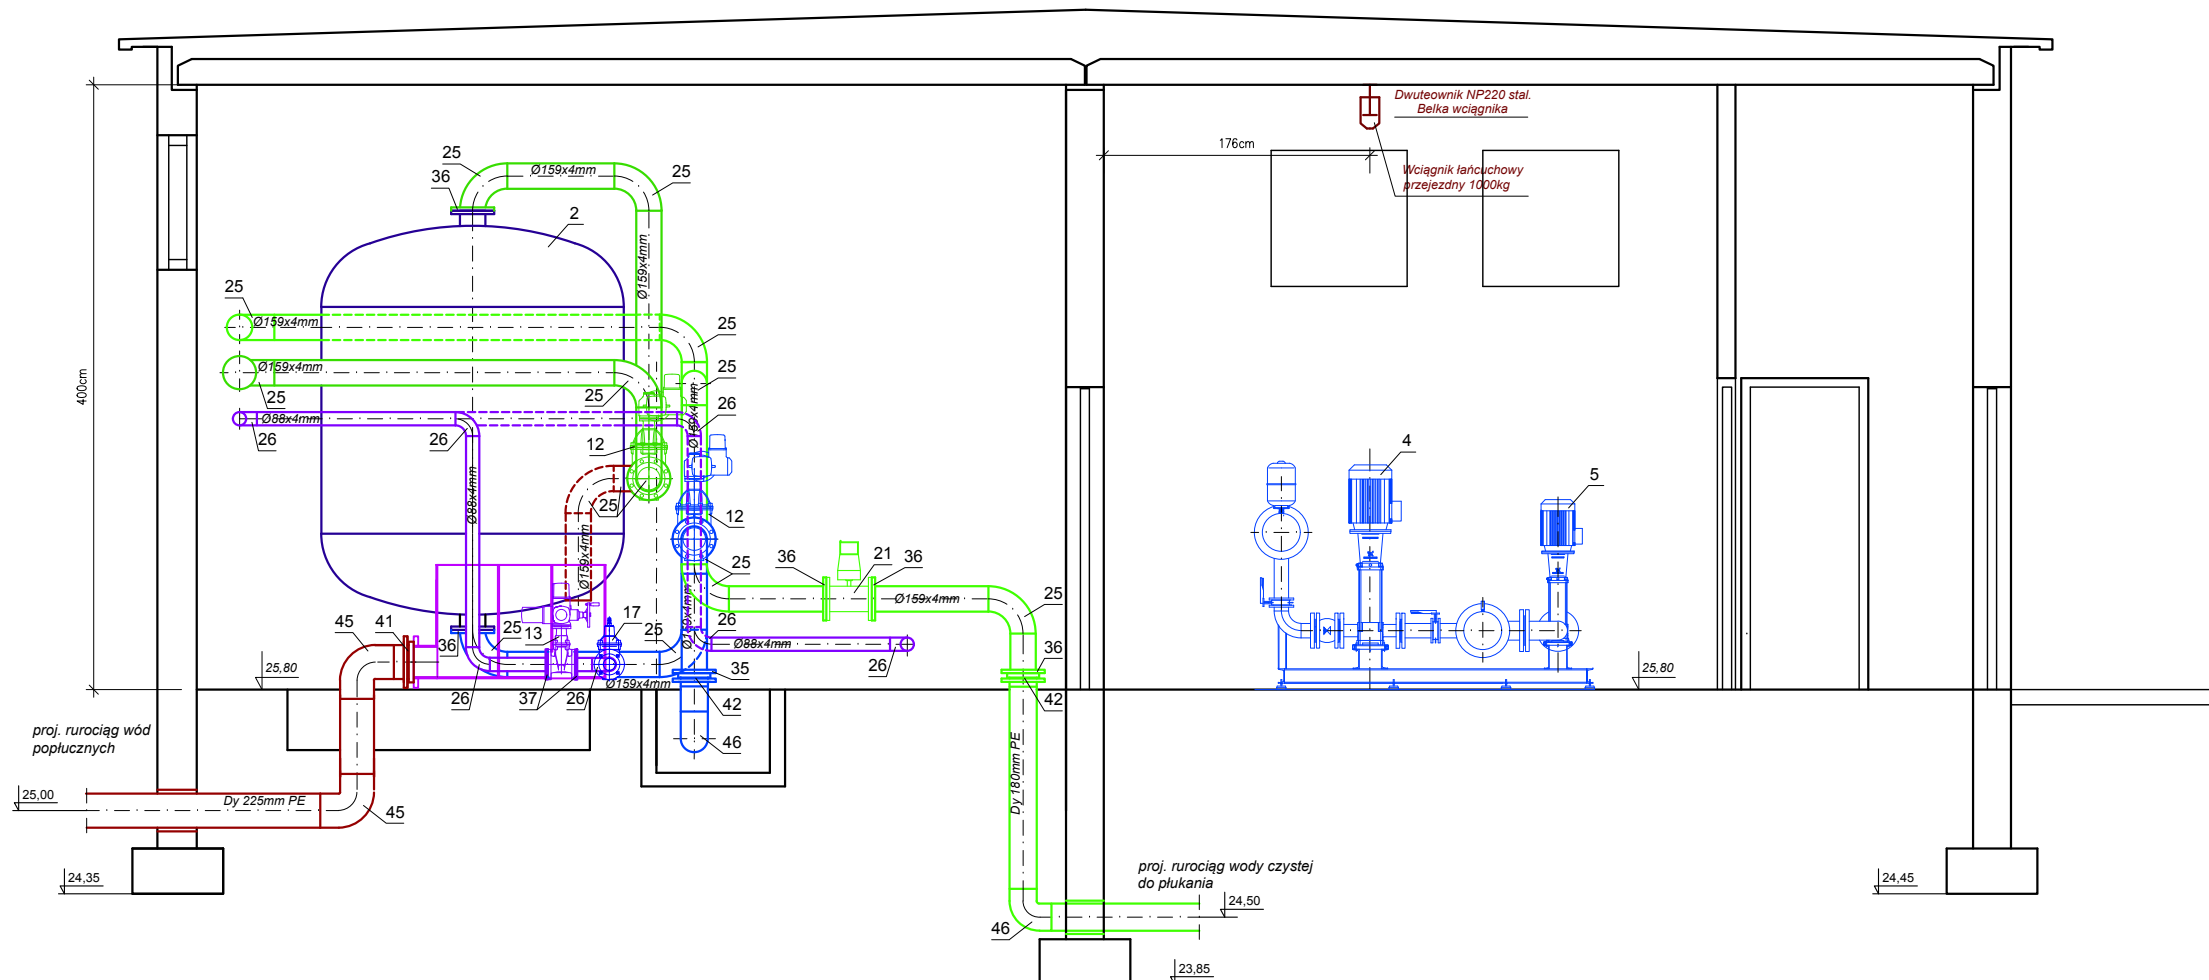 Dwuteownik NP220 stal.
Belka wciągnika
176cm
Wciągnik łańcuchowy
przejezdny 1000kg
25
Ø159x4mm
25
36
2
Ø159x4mm
400cm
25
Ø159x4mm
25
Ø159x4mm
25
25
25
Ø159x4mm
26
Ø88x4mm
26
26
12
25
Ø88x4mm
Ø159x4mm
12
4
5
36
21
36
25
Ø159x4mm
25
45
41
36
25
13
17
25
Ø159x4mm
26
Ø88x4mm
26
36
25,80
26
37
26
Ø159x4mm
35
42
42
25,80
46
proj. rurociąg wód
popłucznych
25,00
Dy 225mm PE
45
Dy 180mm PE
24,35
proj. rurociąg wody czystej
do płukania
24,50
46
24,45
23,85